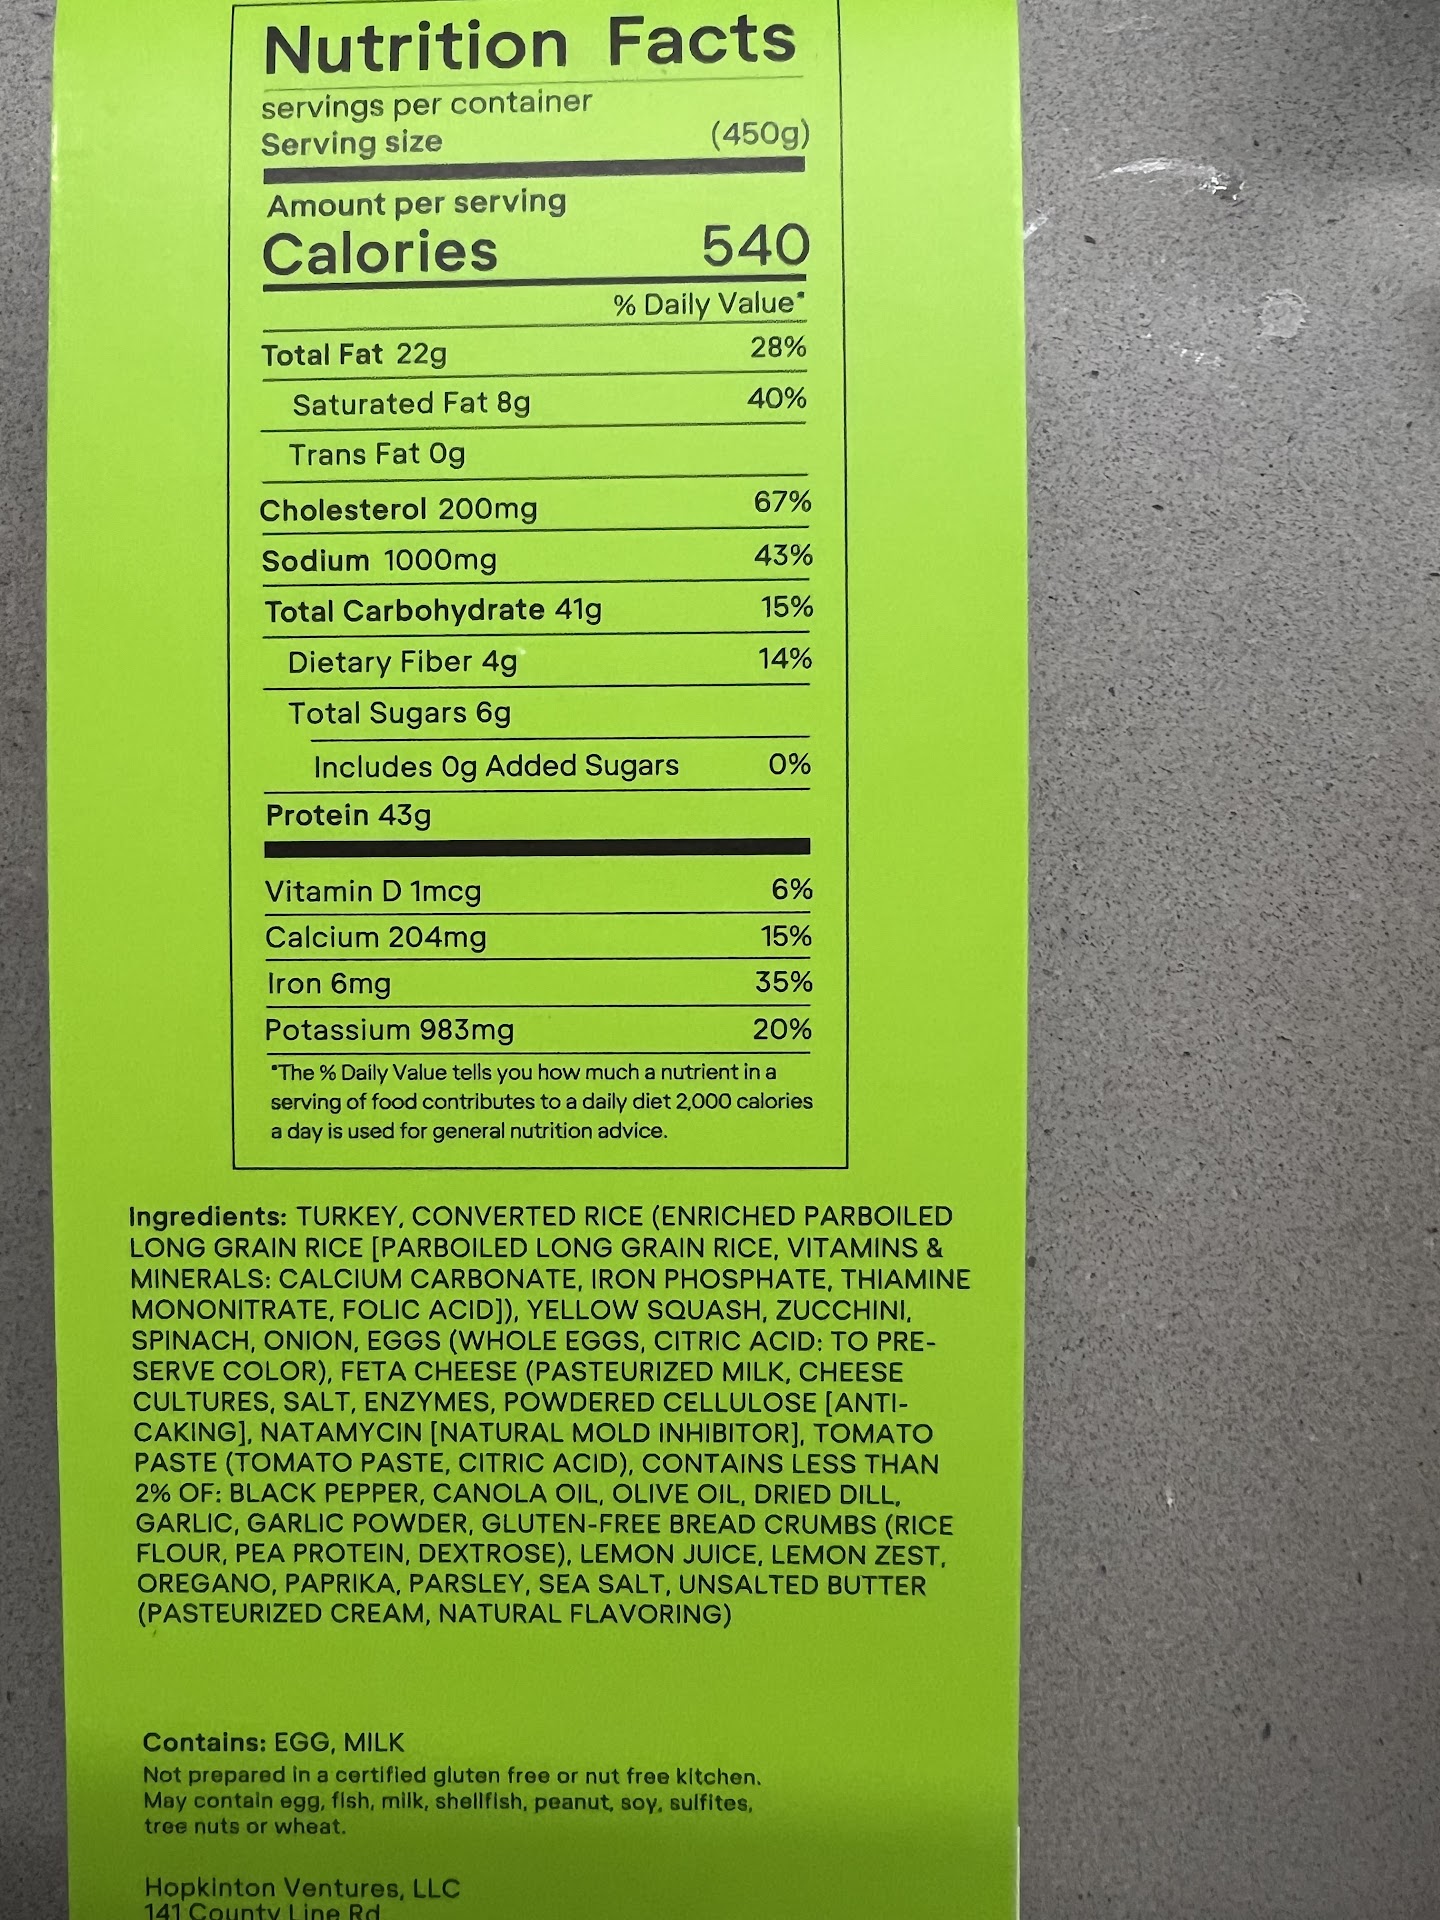 Nutrition Facts
servings per container
Serving size (450g)
Amount per serving
Calories 540
% Daily Value*
Total Fat 22g 28%
Saturated Fat 8g 40%
Trans Fat 0g
Cholesterol 200mg 67%
Sodium 1000mg 43%
Total Carbohydrate 41g 15%
Dietary Fiber 4g 14%
Total Sugars 6g
Includes 0g Added Sugars 0%
Protein 43g
Vitamin D 1mcg 6%
Calcium 204mg 15%
Iron 6mg 35%
Potassium 983mg 20%
*The % Daily Value tells you how much a nutrient in a
serving of food contributes to a daily diet 2,000 calories
a day is used for general nutrition advice.
Ingredients: TURKEY, CONVERTED RICE (ENRICHED PARBOILED
LONG GRAIN RICE [PARBOILED LONG GRAIN RICE, VITAMINS &
MINERALS: CALCIUM CARBONATE, IRON PHOSPHATE, THIAMINE
MONONITRATE, FOLIC ACID]), YELLOW SQUASH, ZUCCHINI,
SPINACH, ONION, EGGS (WHOLE EGGS, CITRIC ACID: TO PRE-
SERVE COLOR), FETA CHEESE (PASTEURIZED MILK, CHEESE
CULTURES, SALT, ENZYMES, POWDERED CELLULOSE [ANTI-
CAKING], NATAMYCIN [NATURAL MOLD INHIBITOR], TOMATO
PASTE (TOMATO PASTE, CITRIC ACID), CONTAINS LESS THAN
2% OF: BLACK PEPPER, CANOLA OIL, OLIVE OIL, DRIED DILL,
GARLIC, GARLIC POWDER, GLUTEN-FREE BREAD CRUMBS (RICE
FLOUR, PEA PROTEIN, DEXTROSE), LEMON JUICE, LEMON ZEST,
OREGANO, PAPRIKA, PARSLEY, SEA SALT, UNSALTED BUTTER
(PASTEURIZED CREAM, NATURAL FLAVORING)
Contains: EGG, MILK
Not prepared in a certified gluten free or nut free kitchen.
May contain egg, fish, milk, shellfish, peanut, soy, sulfites,
tree nuts or wheat.
Hopkinton Ventures, LLC
141 County Line Rd